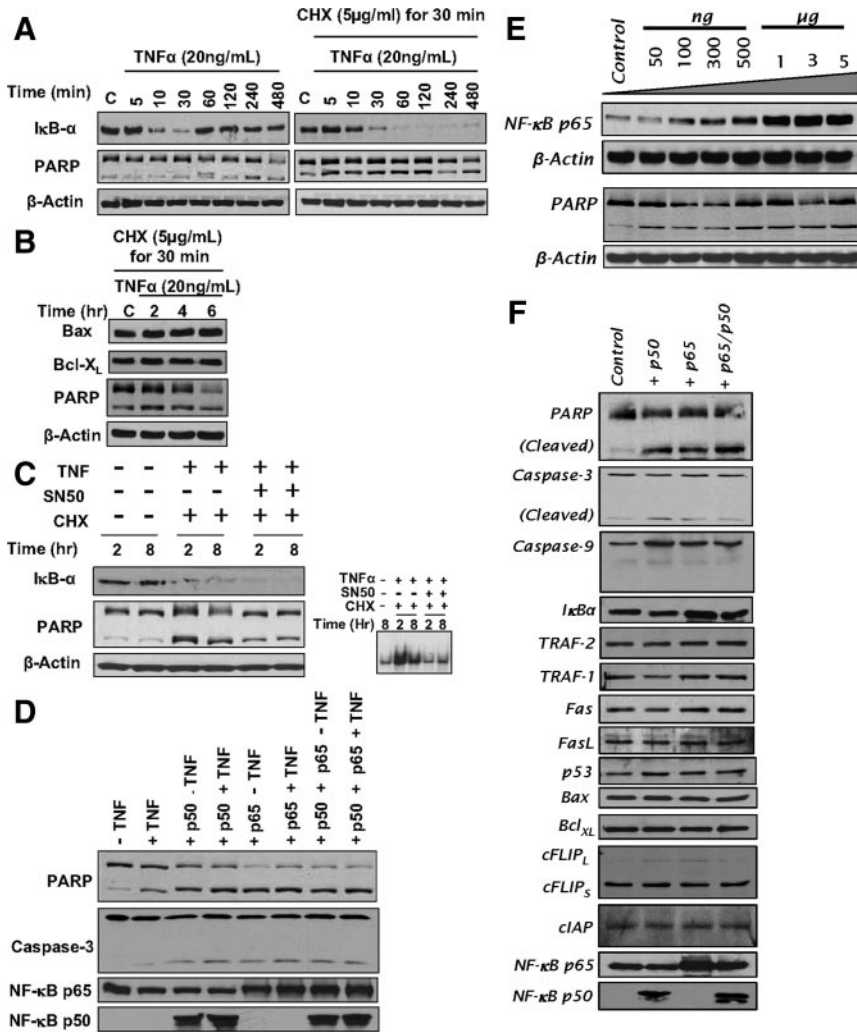 A
CHX (5µg/ml) for 30 min
TNFα (20ng/mL) TNFα (20ng/mL)
Time (min) C 5 10 30 60 120 240 480 C 5 10 30 60 120 240 480
IκB-α
PARP
β-Actin
B
CHX (5µg/mL)
for 30 min
TNFα (20ng/mL)
Time (hr) C 2 4 6
Bax
Bcl-XL
PARP
β-Actin
C
TNF - - + + + +
SN50 - - - - + +
CHX - - + + + +
Time (hr) 2 8 2 8 2 8
IκB-α
PARP
β-Actin
TNFα - + + + +
SN50 - - - + +
CHX - + + + +
Time (Hr) 8 2 8 2 8
D
- TNF
+ TNF
+ p50 - TNF
+ p50 + TNF
+ p65 - TNF
+ p65 + TNF
+ p50 + p65 - TNF
+ p50 + p65 + TNF
PARP
Caspase-3
NF-κB p65
NF-κB p50
E
ng µg
Control 50 100 300 500 1 3 5
NF-κB p65
β-Actin
PARP
β-Actin
F
Control
+ p50
+ p65
+ p65/p50
PARP
(Cleaved)
Caspase-3
(Cleaved)
Caspase-9
IκBα
TRAF-2
TRAF-1
Fas
FasL
p53
Bax
BclXL
cFLIPL
cFLIPS
cIAP
NF-κB p65
NF-κB p50